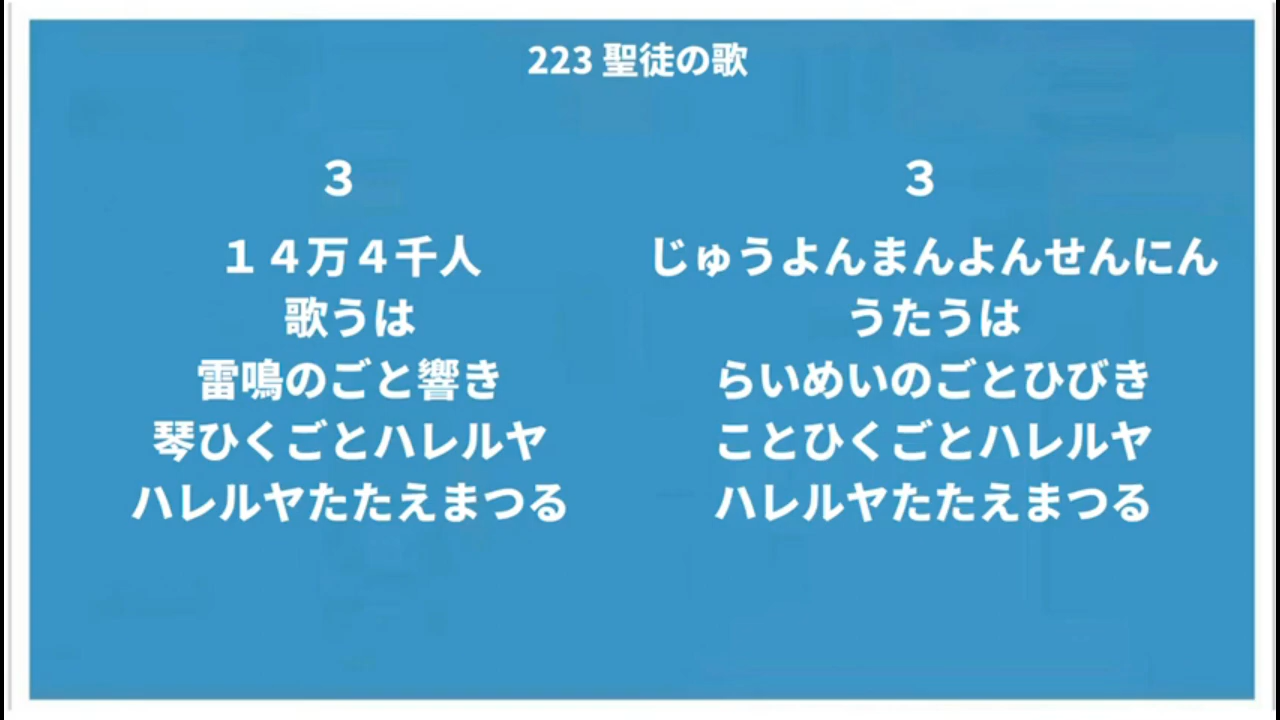 223 聖徒の歌
3
１４万４千人
歌うは
雷鳴のごと響き
琴ひくごとハレルヤ
ハレルヤたたえまつる
3
じゅうよんまんよんせんにん
うたうは
らいめいのごとひびき
ことひくごとハレルヤ
ハレルヤたたえまつる